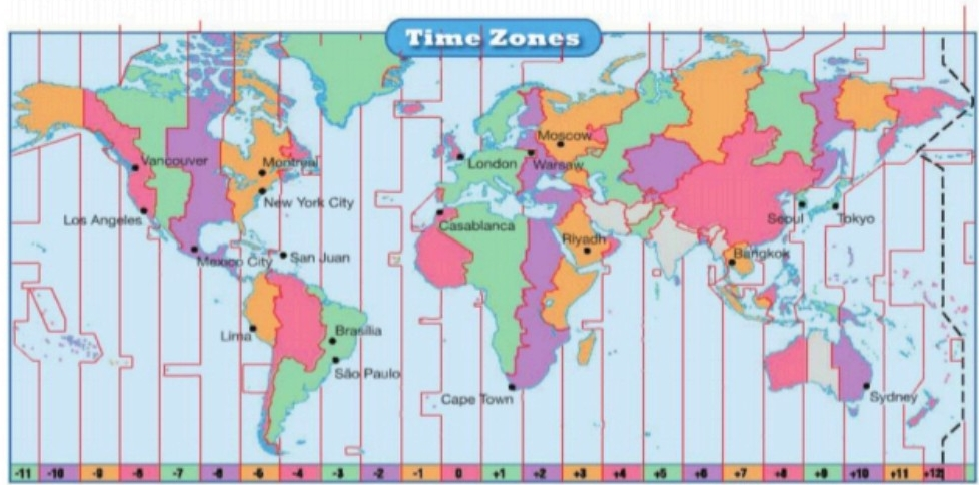 Time Zones
Moscow
Vancouver
Montreal
London
Warsaw
New York City
Los Angeles
Casablanca
Seoul
Tokyo
Riyadh
Mexico City
San Juan
Bangkok
Lima
Brasilia
São Paulo
Cape Town
Sydney
-11 -10 -9 -8 -7 -6 -5 -4 -3 -2 -1 0 +1 +2 +3 +4 +5 +6 +7 +8 +9 +10 +11 +12